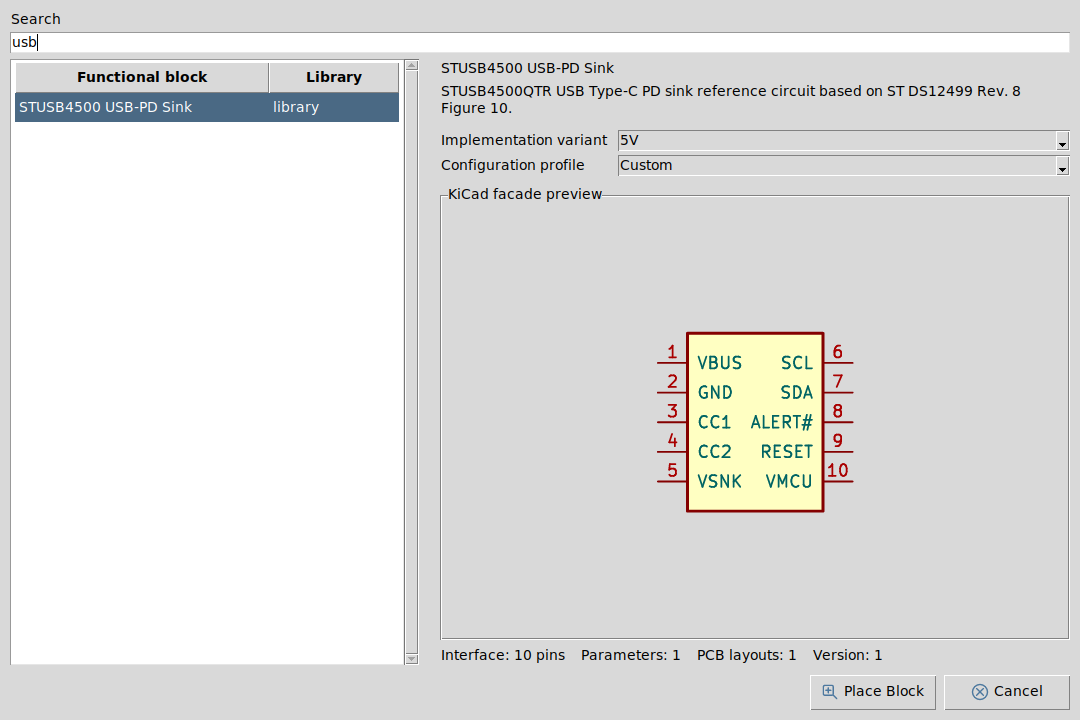 Search
usb
Functional block Library
STUSB4500 USB-PD Sink library
STUSB4500 USB-PD Sink
STUSB4500QTR USB Type-C PD sink reference circuit based on ST DS12499 Rev. 8
Figure 10.
Implementation variant 5V
Configuration profile Custom
KiCad facade preview
1 VBUS SCL 6
2 GND SDA 7
3 CC1 ALERT# 8
4 CC2 RESET 9
5 VSNK VMCU 10
Interface: 10 pins Parameters: 1 PCB layouts: 1 Version: 1
Place Block Cancel